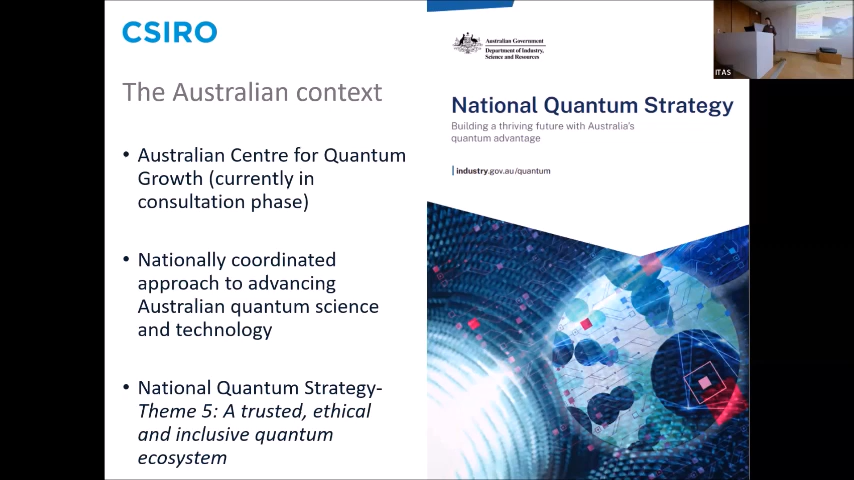 CSIRO
The Australian context
• Australian Centre for Quantum
Growth (currently in
consultation phase)
• Nationally coordinated
approach to advancing
Australian quantum science
and technology
• National Quantum Strategy-
Theme 5: A trusted, ethical
and inclusive quantum
ecosystem
Australian Government
Department of Industry,
Science and Resources
National Quantum Strategy
Building a thriving future with Australia's
quantum advantage
industry.gov.au/quantum
ITAS